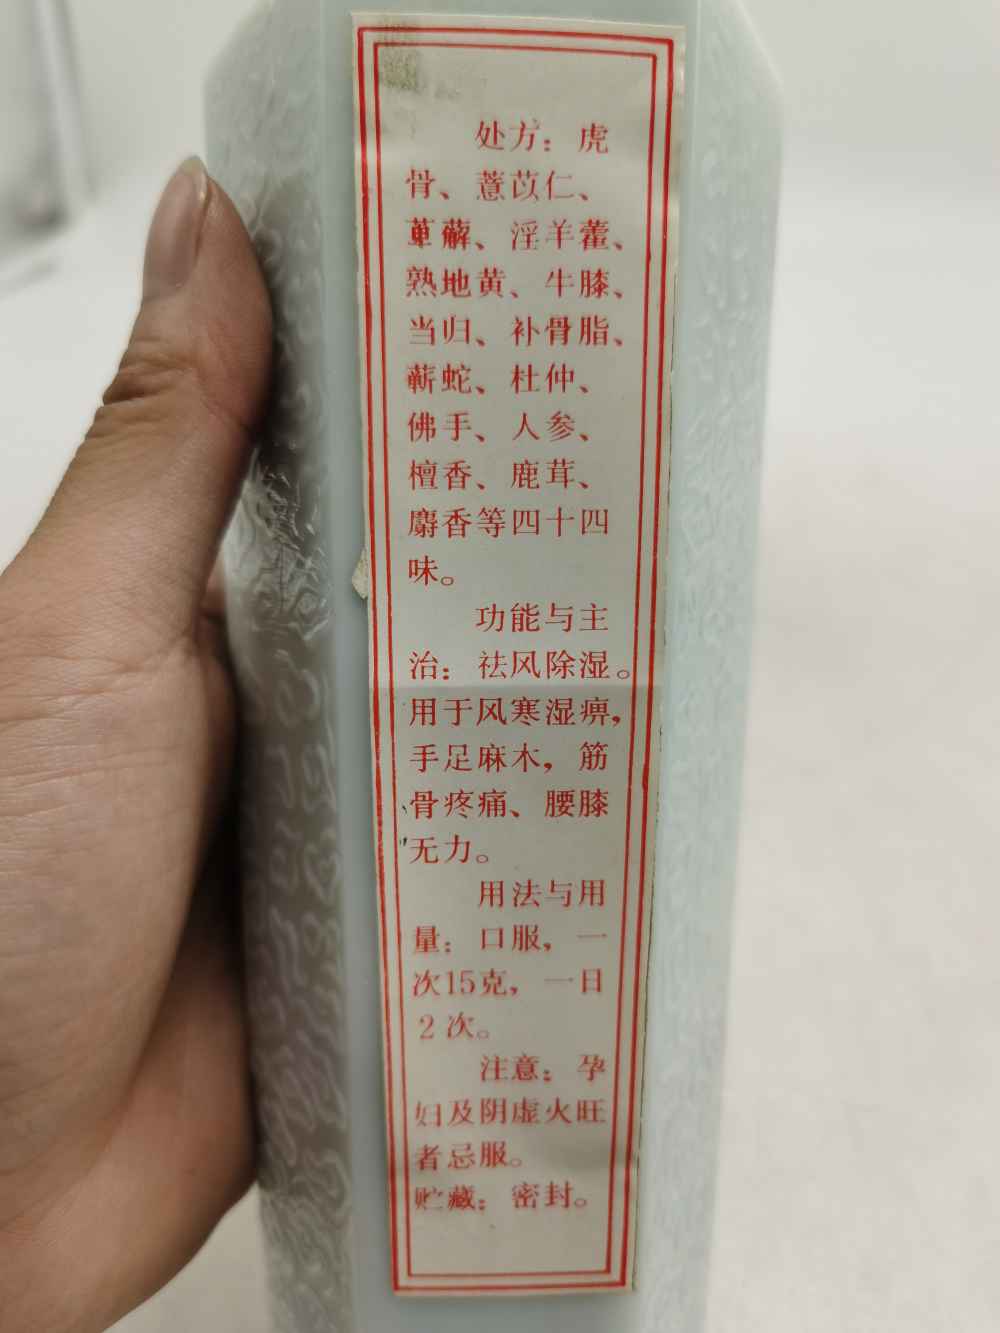 处方：虎
骨、薏苡仁、
萆薢、淫羊藿、
熟地黄、牛膝、
当归、补骨脂、
蕲蛇、杜仲、
佛手、人参、
檀香、鹿茸、
麝香等四十四
味。
功能与主
治：祛风除湿。
用于风寒湿痹，
手足麻木，筋
骨疼痛、腰膝
无力。
用法与用
量：口服，一
次15克，一日
2次。
注意：孕
妇及阴虚火旺
者忌服。
贮藏：密封。